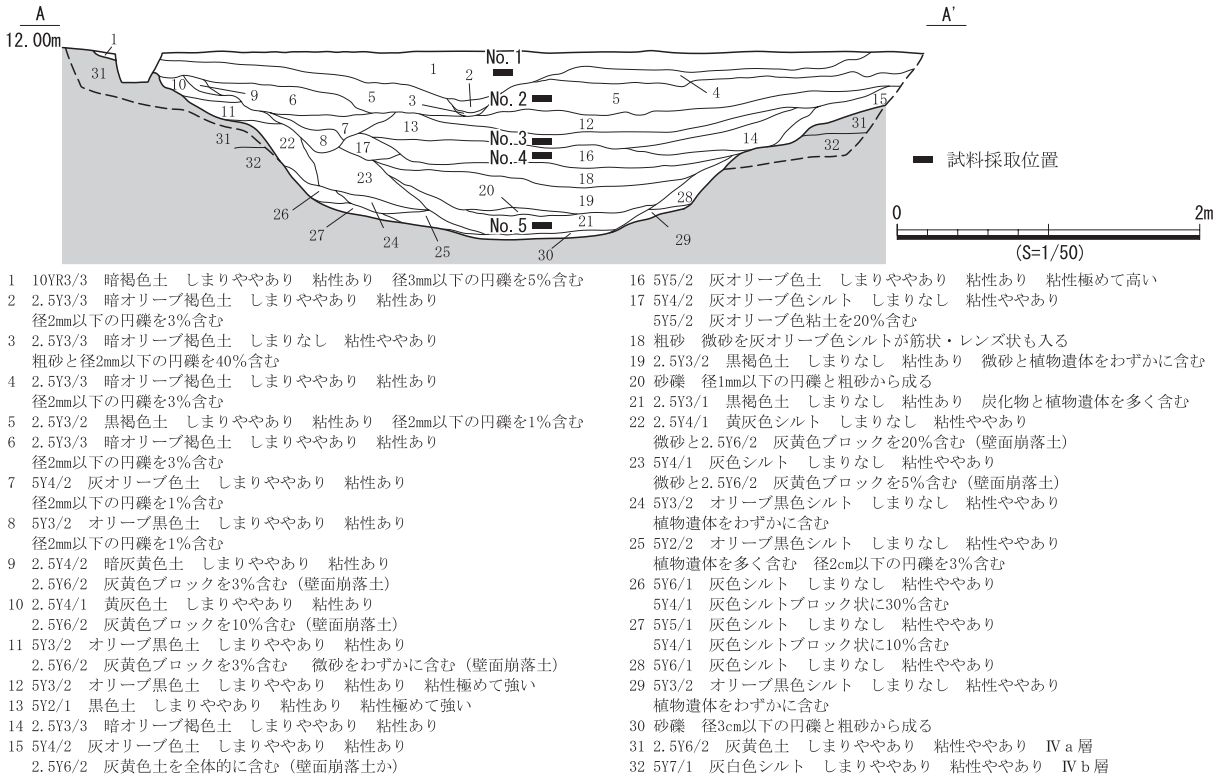 A
A'
12.00m
1
31
No. 1
1
2
10
9
6
5
3
No. 2
5
4
15
11
7
13
12
31
31
22
8
17
No. 3
14
32
32
No. 4
16
試料採取位置
23
18
20
19
28
26
21
0
2m
27
24
25
No. 5
30
29
(S=1/50)
1 10YR3/3 暗褐色土 しまりややあり 粘性あり 径3mm以下の円礫を5%含む
2 2.5Y3/3 暗オリーブ褐色土 しまりややあり 粘性あり
径2mm以下の円礫を3%含む
3 2.5Y3/3 暗オリーブ褐色土 しまりなし 粘性ややあり
粗砂と径2mm以下の円礫を40%含む
4 2.5Y3/3 暗オリーブ褐色土 しまりややあり 粘性あり
径2mm以下の円礫を3%含む
5 2.5Y3/2 黒褐色土 しまりややあり 粘性あり 径2mm以下の円礫を1%含む
6 2.5Y3/3 暗オリーブ褐色土 しまりややあり 粘性あり
径2mm以下の円礫を3%含む
7 5Y4/2 灰オリーブ色土 しまりややあり 粘性あり
径2mm以下の円礫を1%含む
8 5Y3/2 オリーブ黒色土 しまりややあり 粘性あり
径2mm以下の円礫を1%含む
9 2.5Y4/2 暗灰黄色土 しまりややあり 粘性あり
2.5Y6/2 灰黄色ブロックを3%含む（壁面崩落土）
10 2.5Y4/1 黄灰色土 しまりややあり 粘性あり
2.5Y6/2 灰黄色ブロックを10%含む（壁面崩落土）
11 5Y3/2 オリーブ黒色土 しまりややあり 粘性あり
2.5Y6/2 灰黄色ブロックを3%含む 微砂をわずかに含む（壁面崩落土）
12 5Y3/2 オリーブ黒色土 しまりややあり 粘性あり 粘性極めて強い
13 5Y2/1 黒色土 しまりややあり 粘性あり 粘性極めて強い
14 2.5Y3/3 暗オリーブ褐色土 しまりややあり 粘性あり
15 5Y4/2 灰オリーブ色土 しまりややあり 粘性あり
2.5Y6/2 灰黄色土を全体的に含む（壁面崩落土か）
16 5Y5/2 灰オリーブ色土 しまりややあり 粘性あり 粘性極めて高い
17 5Y4/2 灰オリーブ色シルト しまりなし 粘性ややあり
5Y5/2 灰オリーブ色粘土を20%含む
18 粗砂 微砂を灰オリーブ色シルトが筋状・レンズ状も入る
19 2.5Y3/2 黒褐色土 しまりなし 粘性あり 微砂と植物遺体をわずかに含む
20 砂礫 径1mm以下の円礫と粗砂から成る
21 2.5Y3/1 黒褐色土 しまりなし 粘性あり 炭化物と植物遺体を多く含む
22 2.5Y4/1 黄灰色シルト しまりなし 粘性ややあり
微砂と2.5Y6/2 灰黄色ブロックを20%含む（壁面崩落土）
23 5Y4/1 灰色シルト しまりなし 粘性ややあり
微砂と2.5Y6/2 灰黄色ブロックを5%含む（壁面崩落土）
24 5Y3/2 オリーブ黒色シルト しまりなし 粘性ややあり
植物遺体をわずかに含む
25 5Y2/2 オリーブ黒色シルト しまりなし 粘性ややあり
植物遺体を多く含む 径2cm以下の円礫を3%含む
26 5Y6/1 灰色シルト しまりなし 粘性ややあり
5Y4/1 灰色シルトブロック状に30%含む
27 5Y5/1 灰色シルト しまりなし 粘性ややあり
5Y4/1 灰色シルトブロック状に10%含む
28 5Y6/1 灰色シルト しまりなし 粘性ややあり
29 5Y3/2 オリーブ黒色シルト しまりなし 粘性ややあり
植物遺体をわずかに含む
30 砂礫 径3cm以下の円礫と粗砂から成る
31 2.5Y6/2 灰黄色土 しまりややあり 粘性ややあり Ⅳa層
32 5Y7/1 灰白色シルト しまりややあり 粘性ややあり Ⅳb層